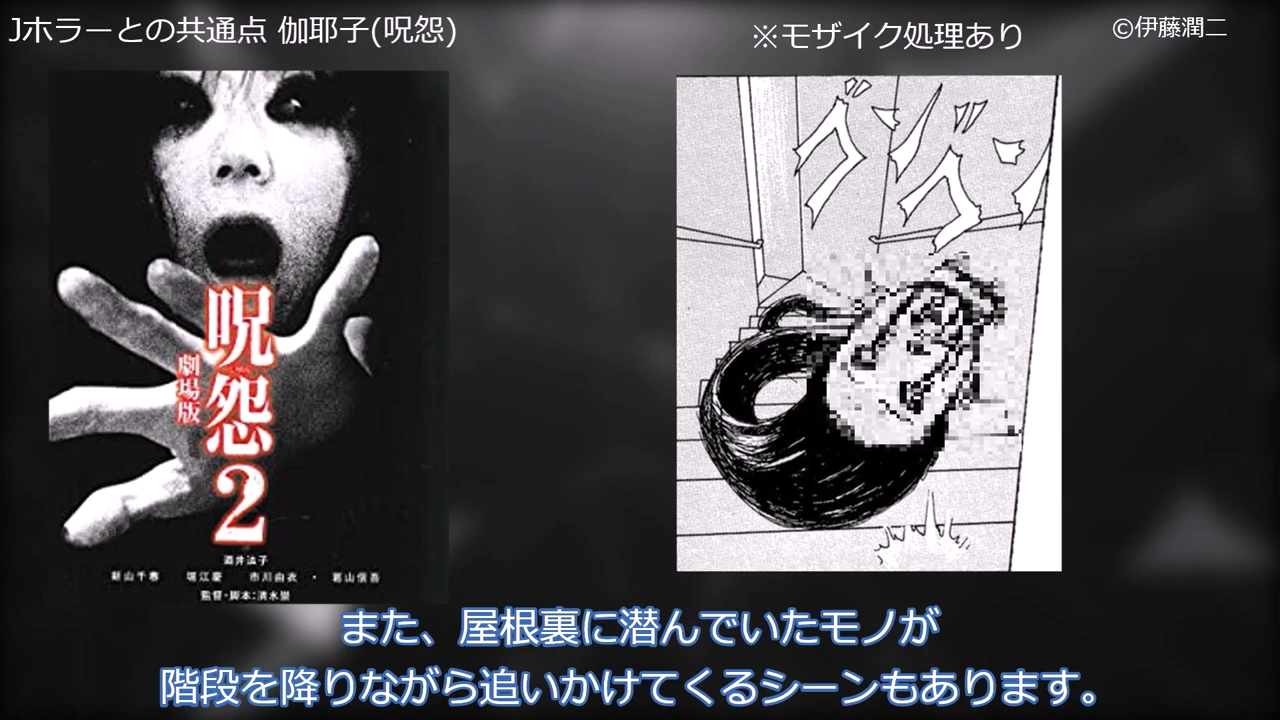 Jホラーとの共通点 伽耶子(呪怨)
※モザイク処理あり
©伊藤潤二
呪怨2
劇場版
酒井法子
新山千春 堀江慶 市川由衣 ・ 葛山信吾
監督・脚本:清水崇
また、屋根裏に潜んでいたモノが
階段を降りながら追いかけてくるシーンもあります。